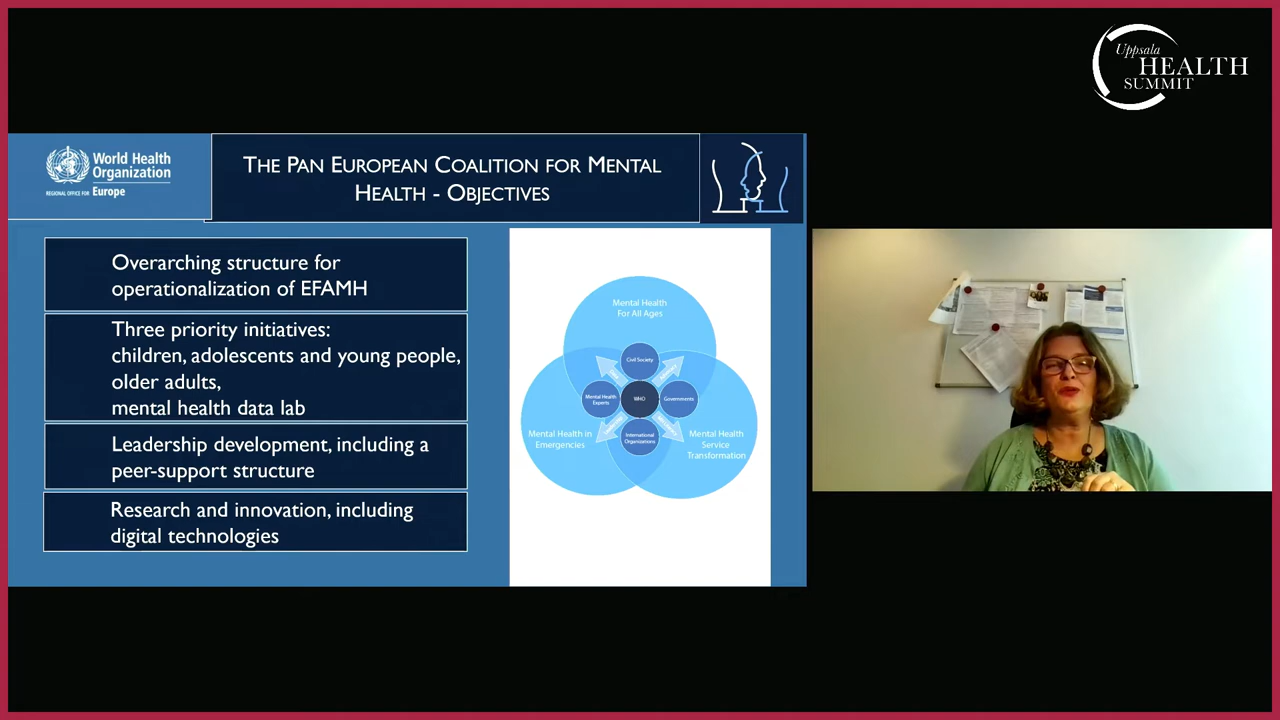 Uppsala
HEALTH
SUMMIT
World Health
Organization
REGIONAL OFFICE FOR Europe
THE PAN EUROPEAN COALITION FOR MENTAL
HEALTH - OBJECTIVES
Overarching structure for
operationalization of EFAMH
Three priority initiatives:
children, adolescents and young people,
older adults,
mental health data lab
Leadership development, including a
peer-support structure
Research and innovation, including
digital technologies
Mental Health
For All Ages
Civil Society
Mental Health
Experts
WHO
Governments
International
Organizations
Mental Health in
Emergencies
Mental Health
Service
Transformation